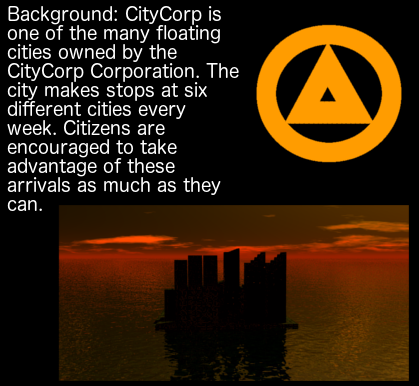 Background: CityCorp is
one of the many floating
cities owned by the
CityCorp Corporation. The
city makes stops at six
different cities every
week. Citizens are
encouraged to take
advantage of these
arrivals as much as they
can.